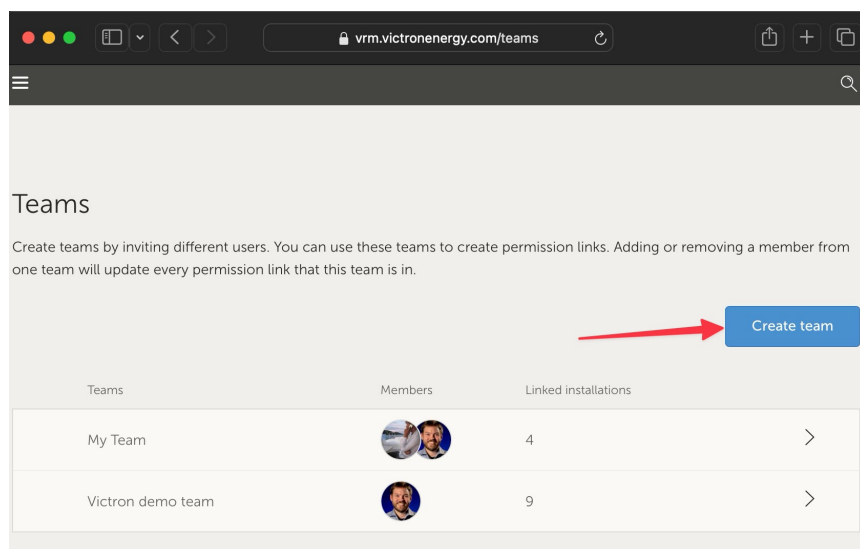 vrm.victronenergy.com/teams
Teams
Create teams by inviting different users. You can use these teams to create permission links. Adding or removing a member from
one team will update every permission link that this team is in.
Create team
Teams Members Linked installations
My Team 4
Victron demo team 9